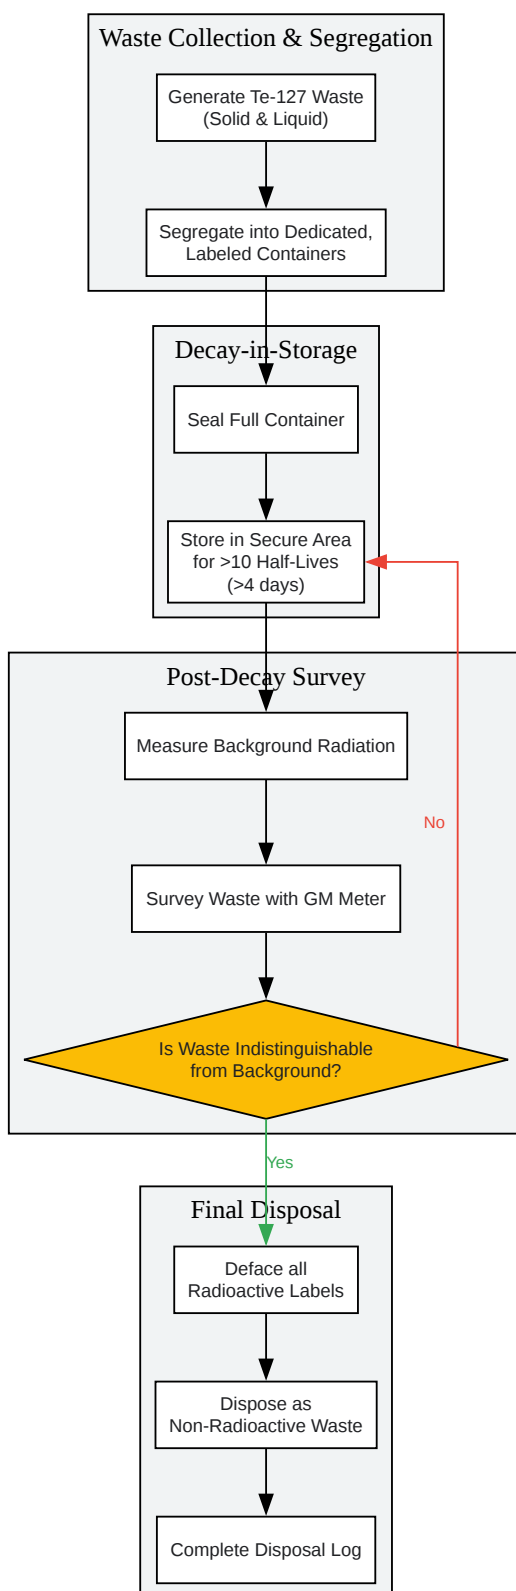 Waste Collection & Segregation
Generate Te-127 Waste
(Solid & Liquid)
Segregate into Dedicated,
Labeled Containers
Decay-in-Storage
Seal Full Container
Store in Secure Area
for >10 Half-Lives
(>4 days)
Post-Decay Survey
Measure Background Radiation
No
Survey Waste with GM Meter
Is Waste Indistinguishable
from Background?
Yes
Final Disposal
Deface all
Radioactive Labels
Dispose as
Non-Radioactive Waste
Complete Disposal Log